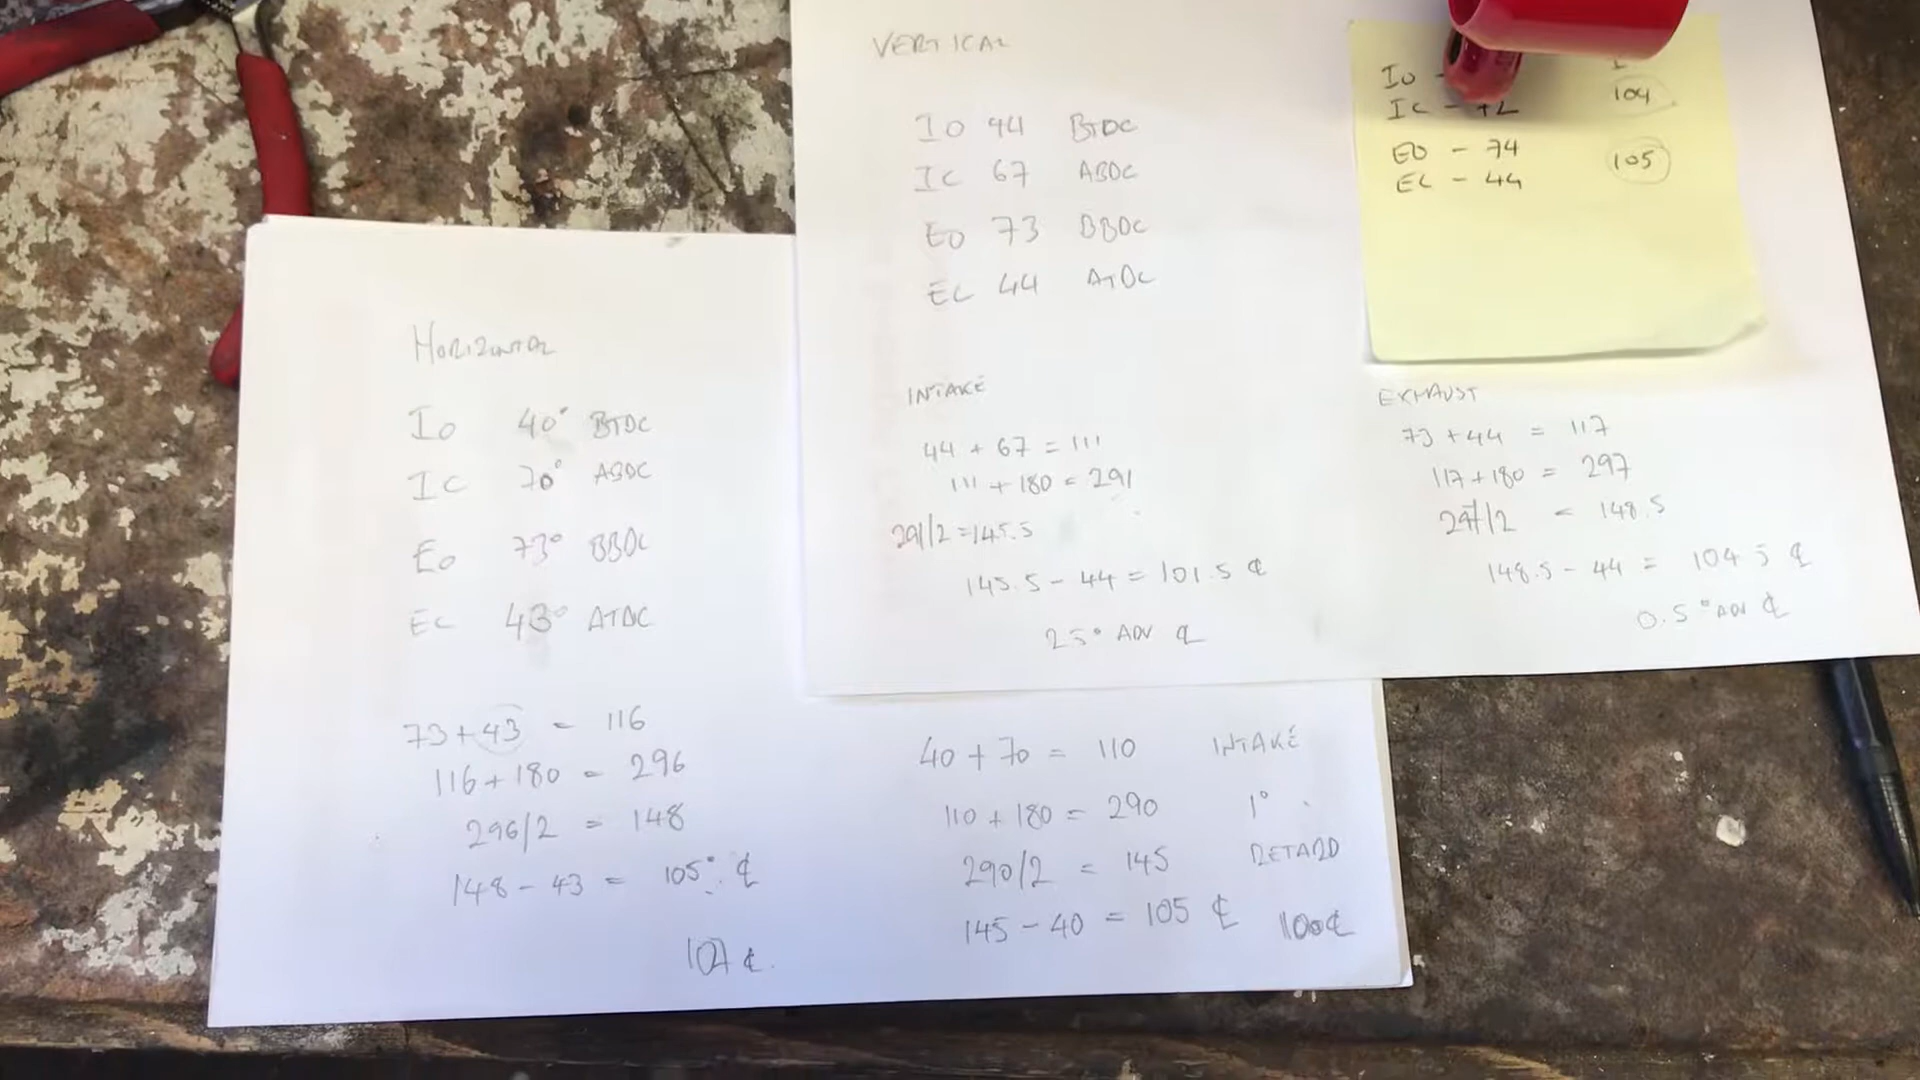 VERTICAL
IO 44 BTDC
IC 67 ABDC
EO 73 BBDC
EC 44 ATDC
INTAKE
44 + 67 = 111
111 + 180 = 291
291/2 = 145.5
145.5 - 44 = 101.5 ℄
2.5° ADV ℄
EXHAUST
73 + 44 = 117
117 + 180 = 297
297/2 = 148.5
148.5 - 44 = 104.5 ℄
0.5° ADV ℄
IO -
IC -
104
EO - 74
EC - 44
105
HORIZONTAL
IO 40° BTDC
IC 70° ABDC
EO 73° BBDC
EC 43° ATDC
73 + 43 = 116
116 + 180 = 296
296/2 = 148
148 - 43 = 105° ℄
107 ℄
40 + 70 = 110 INTAKE
110 + 180 = 290 1°
290/2 = 145 RETARD
145 - 40 = 105 ℄ 100℄